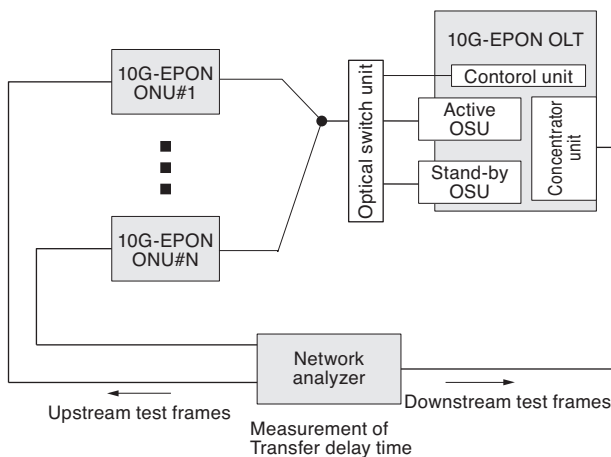 10G-EPON OLT
10G-EPON
ONU#1
Optical switch unit
Contorol unit
Active
OSU
Concentrator
unit
Stand-by
OSU
10G-EPON
ONU#N
Network
analyzer
Upstream test frames
Downstream test frames
Measurement of
Transfer delay time